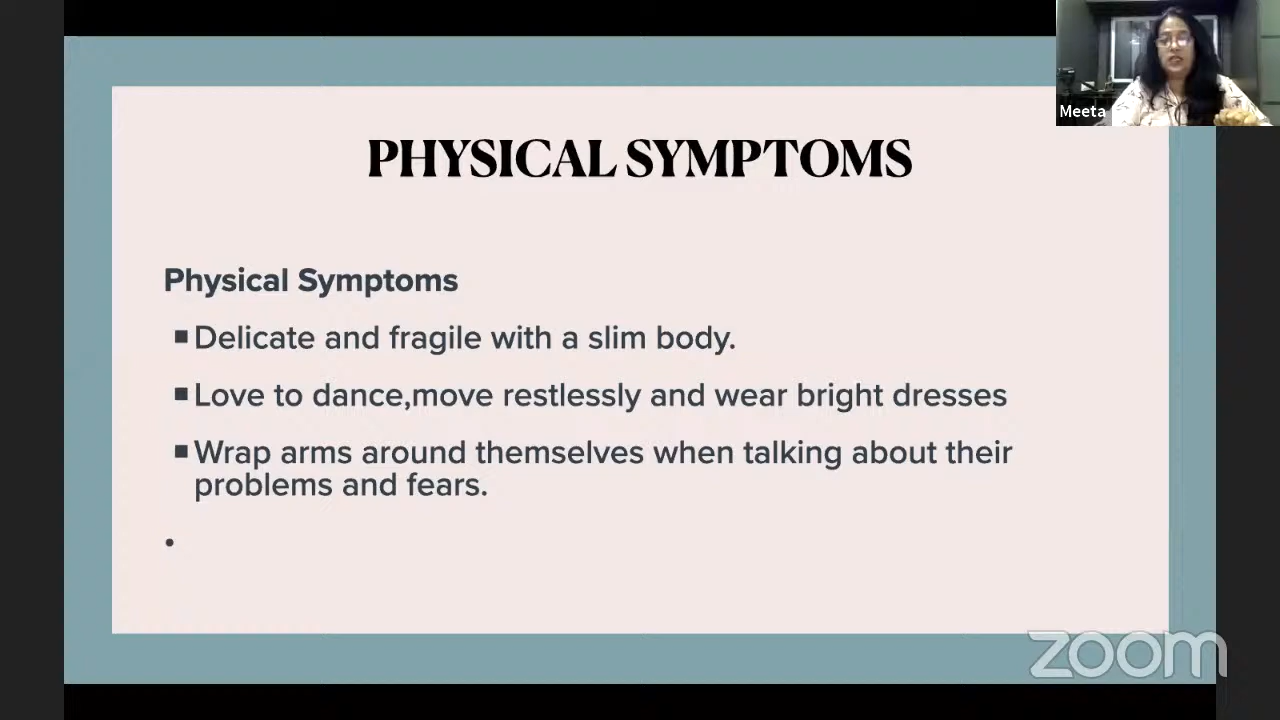 Meeta
PHYSICAL SYMPTOMS
Physical Symptoms
▪ Delicate and fragile with a slim body.
▪ Love to dance,move restlessly and wear bright dresses
▪ Wrap arms around themselves when talking about their
problems and fears.
•
zoom